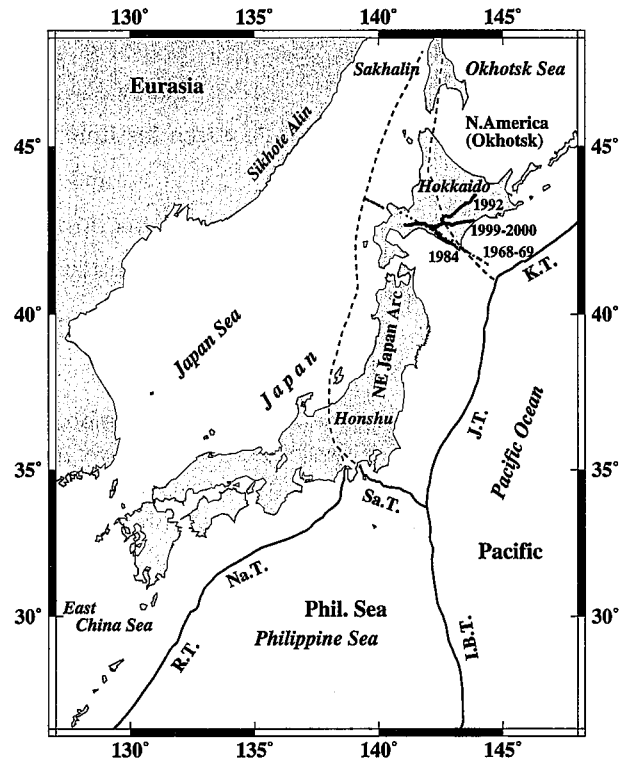 130° 135° 140° 145°
Sakhalin
Okhotsk Sea
Eurasia
N.America
(Okhotsk)
Sikhote Alin
45°
45°
Hokkaido
1992
1999-2000
1984
1968-69
K.T.
40°
40°
NE Japan Arc
Japan Sea
Japan
J.T.
Pacific Ocean
Honshu
35°
35°
Sa.T.
Pacific
Na.T.
East
China Sea
Phil. Sea
30°
30°
Philippine Sea
R.T.
I.B.T.
130° 135° 140° 145°